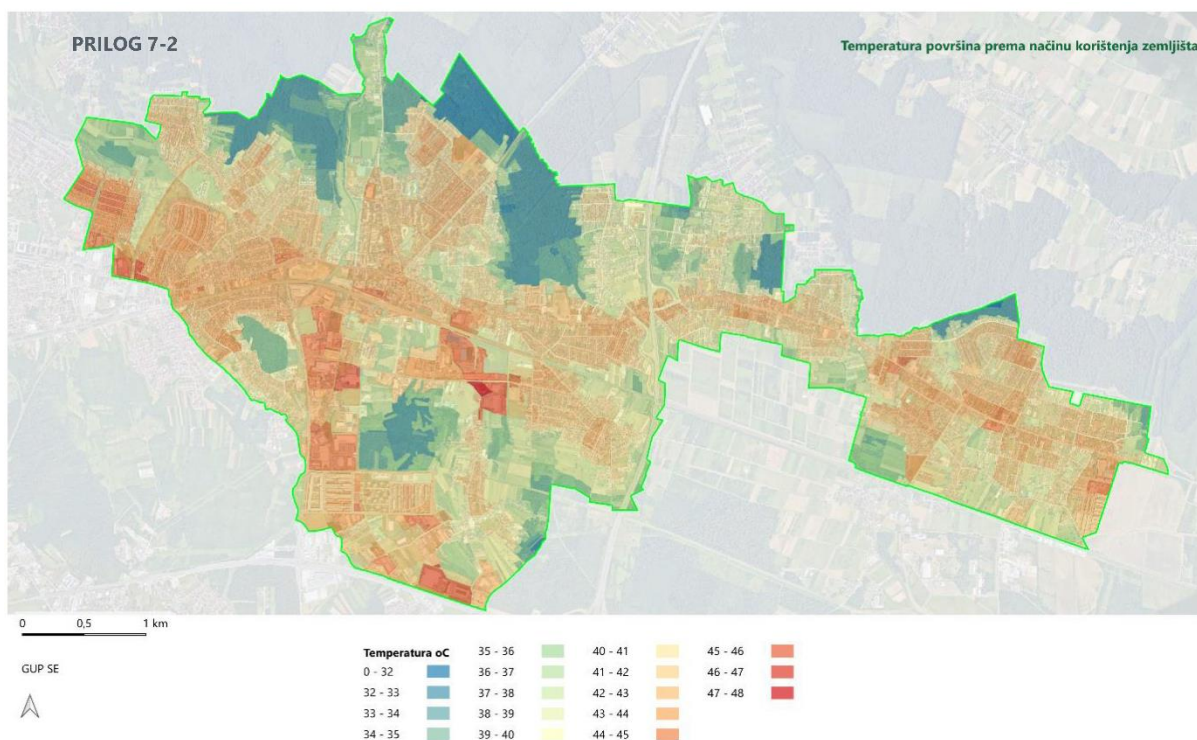 PRILOG 7-2
Temperatura površina prema načinu korištenja zemljišta
0 0,5 1 km
GUP SE
Temperatura oC
0 - 32
32 - 33
33 - 34
34 - 35
35 - 36
36 - 37
37 - 38
38 - 39
39 - 40
40 - 41
41 - 42
42 - 43
43 - 44
44 - 45
45 - 46
46 - 47
47 - 48